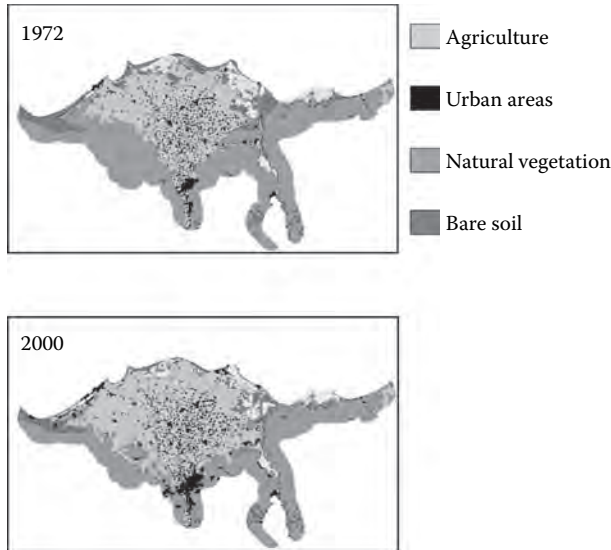 1972
Agriculture
Urban areas
Natural vegetation
Bare soil
2000